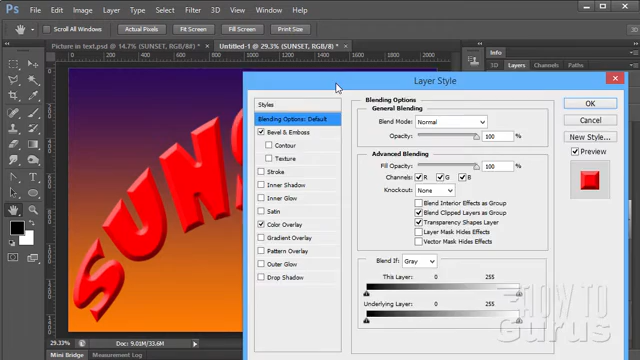 Ps File Edit Image Layer Type Select Filter 3D View Window Help
Scroll All Windows Actual Pixels Fit Screen Fill Screen Print Size
Picture in text.psd @ 14.7% (SUNSET, RGB/8#) × Untitled-1 @ 29.3% (SUNSET, RGB/8) * ×
Info
Layers Channels Paths
Layer Style
Styles
Blending Options: Default
Bevel & Emboss
Contour
Texture
Stroke
Inner Shadow
Inner Glow
Satin
Color Overlay
Gradient Overlay
Pattern Overlay
Outer Glow
Drop Shadow
Blending Options
General Blending
Blend Mode: Normal
Opacity: 100 %
Advanced Blending
Fill Opacity: 100 %
Channels: R G B
Knockout: None
Blend Interior Effects as Group
Blend Clipped Layers as Group
Transparency Shapes Layer
Layer Mask Hides Effects
Vector Mask Hides Effects
Blend If: Gray
This Layer: 0 255
Underlying Layer: 0 255
OK
Cancel
New Style...
Preview
SUNS
HOW TO
Gurus
29.33% Doc: 9.01M/33.6M
Mini Bridge Timeline